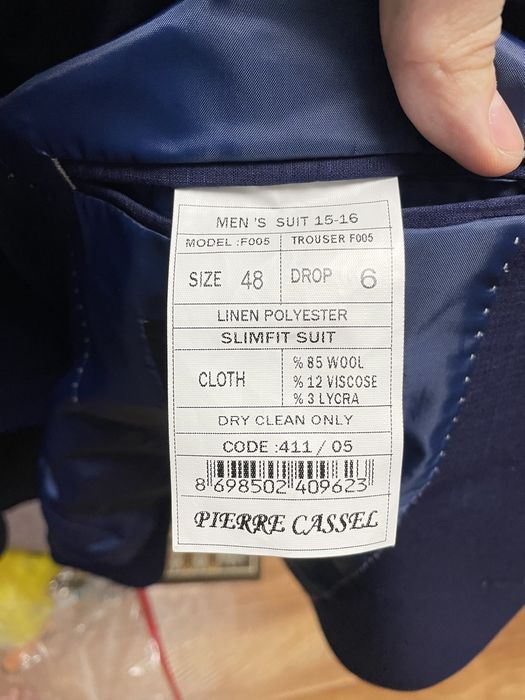 MEN'S SUIT 15-16
MODEL :F005 TROUSER F005
SIZE 48 DROP 6
LINEN POLYESTER
SLIMFIT SUIT
CLOTH
% 85 WOOL
% 12 VISCOSE
% 3 LYCRA
DRY CLEAN ONLY
CODE :411 / 05
8 698502 409623
PIERRE CASSEL